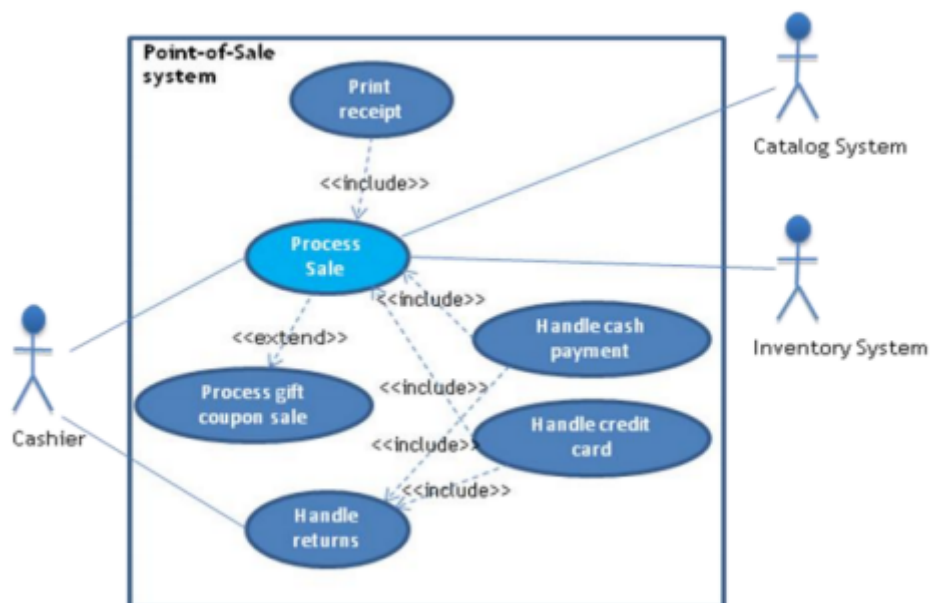 Point-of-Sale
system
Print
receipt
Catalog System
<<include>>
Process
Sale
<<include>>
Handle cash
payment
Inventory System
<<extend>>
Process gift
coupon sale
<<include>>
Handle credit
card
Cashier
<<include>>
<<include>>
Handle
returns